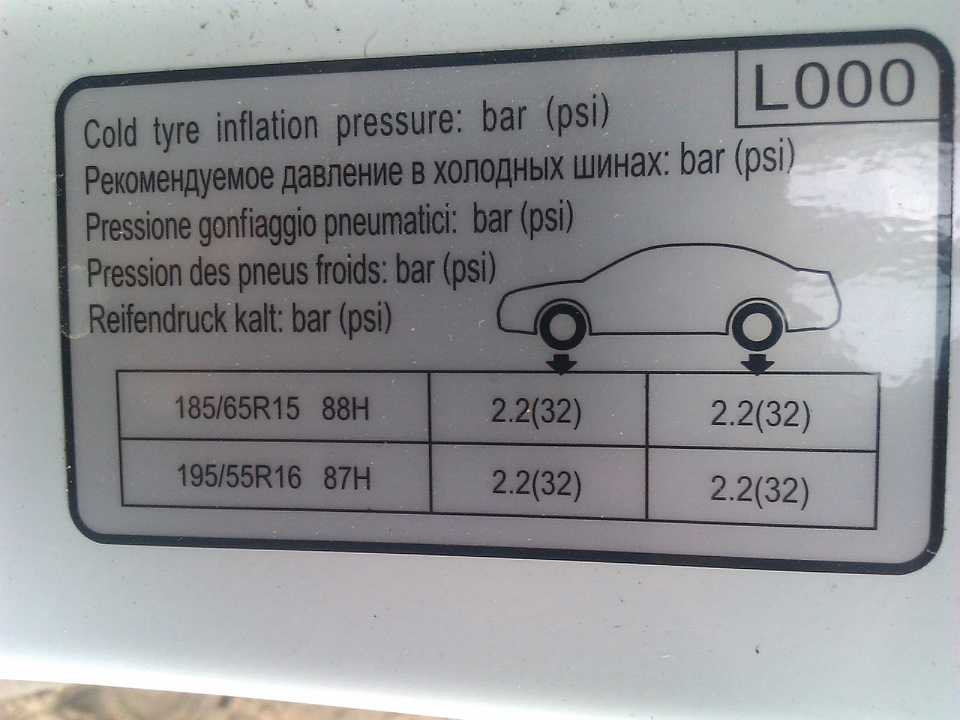 L000
Cold tyre inflation pressure: bar (psi)
Рекомендуемое давление в холодных шинах: bar (psi)
Pressione gonfiaggio pneumatici: bar (psi)
Pression des pneus froids: bar (psi)
Reifendruck kalt: bar (psi)
185/65R15 88H 2.2(32) 2.2(32)
195/55R16 87H 2.2(32) 2.2(32)